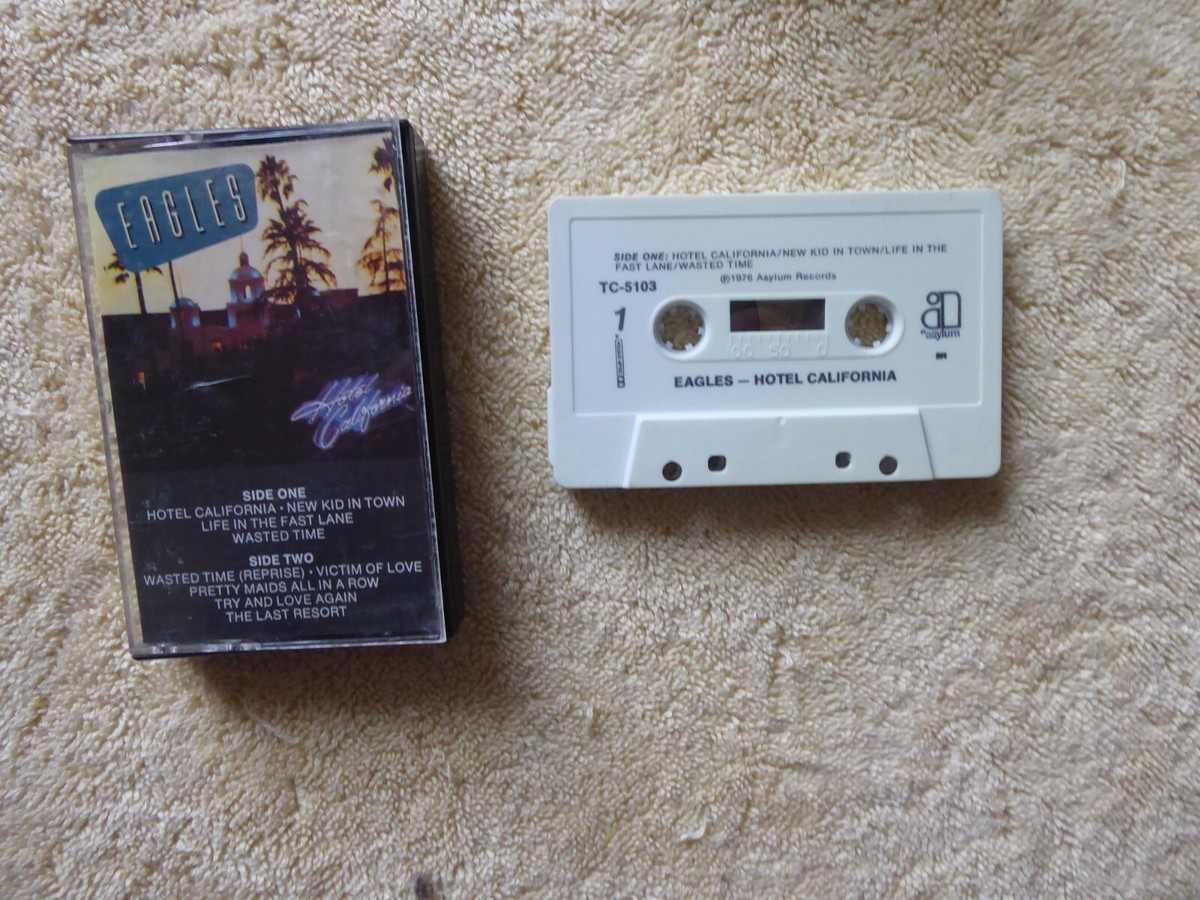 EAGLES
Hotel
California
SIDE ONE
HOTEL CALIFORNIA • NEW KID IN TOWN
LIFE IN THE FAST LANE
WASTED TIME
SIDE TWO
WASTED TIME (REPRISE) • VICTIM OF LOVE
PRETTY MAIDS ALL IN A ROW
TRY AND LOVE AGAIN
THE LAST RESORT
SIDE ONE: HOTEL CALIFORNIA/NEW KID IN TOWN/LIFE IN THE
FAST LANE/WASTED TIME
℗1976 Asylum Records
TC-5103
1
asylum
EAGLES — HOTEL CALIFORNIA